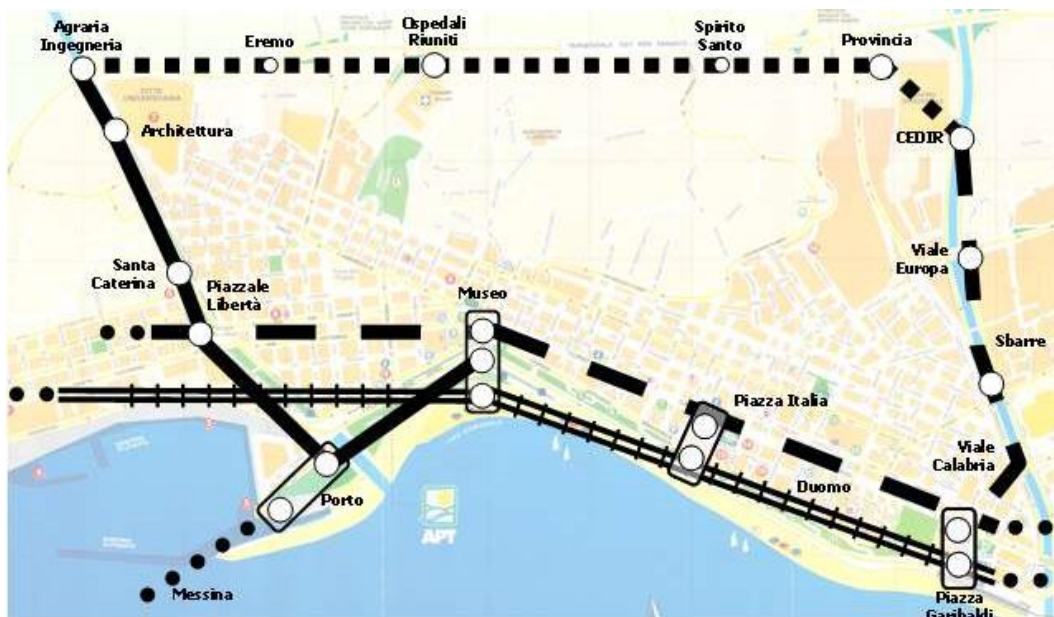 Agraria
Ingegneria
Eremo
Ospedali
Riuniti
Spirito
Santo
Provincia
Architettura
CEDIR
Santa
Caterina
Piazzale
Libertà
Museo
Viale
Europa
Sbarre
Piazza Italia
Viale
Calabria
Duomo
Porto
APT
Messina
Piazza
Garibaldi